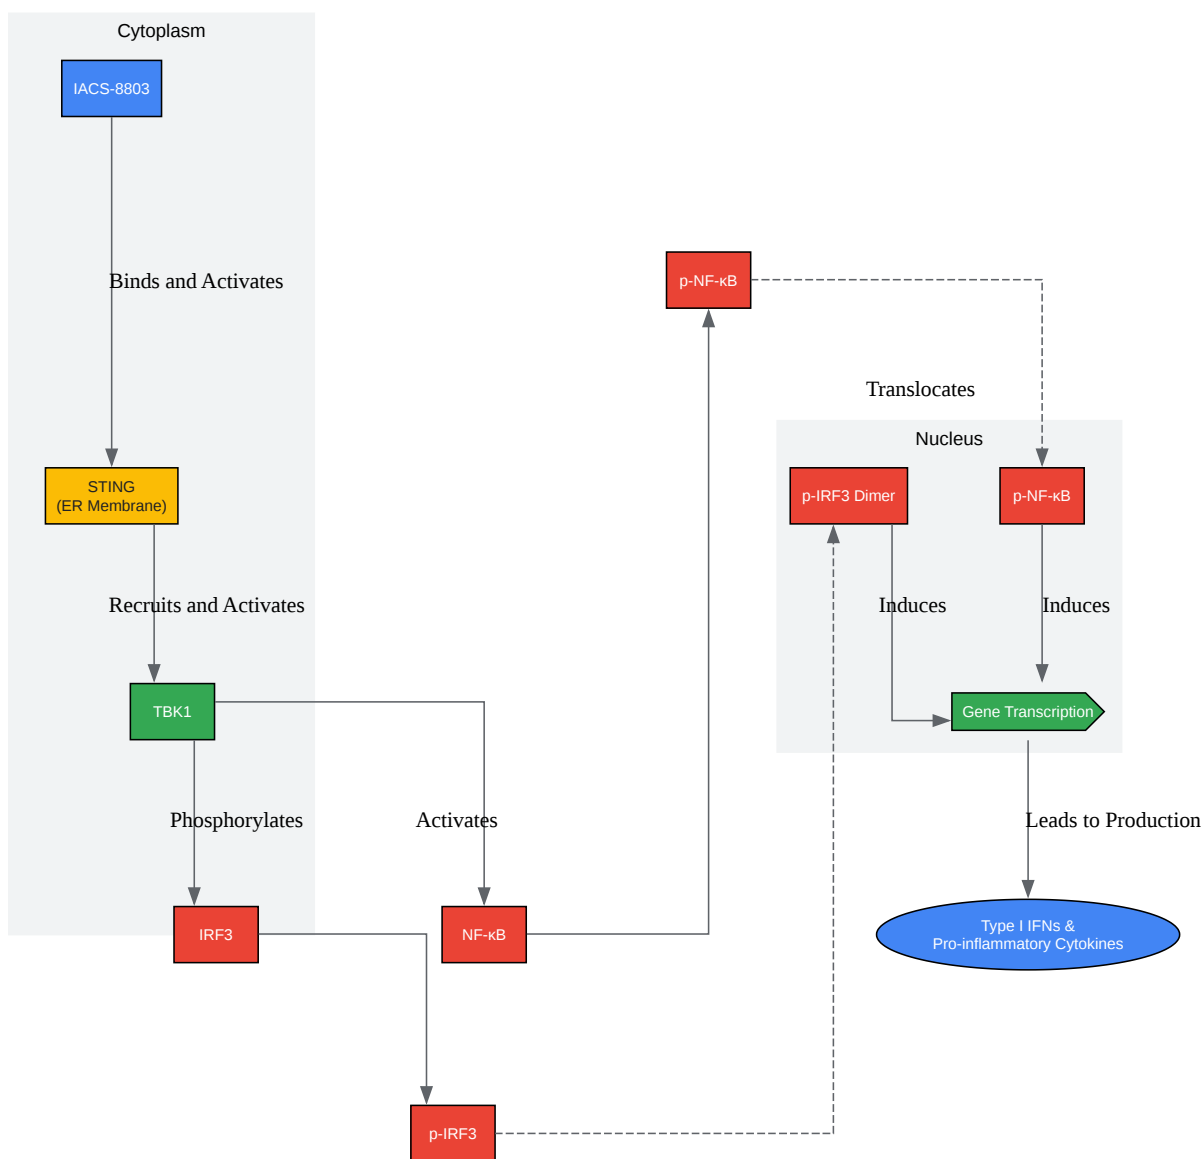 Cytoplasm
IACS-8803
Binds and Activates
p-NF-κB
Translocates
Nucleus
STING
(ER Membrane)
p-IRF3 Dimer
p-NF-κB
Recruits and Activates
Induces
Induces
TBK1
Gene Transcription
Phosphorylates
Activates
Leads to Production
IRF3
NF-κB
Type I IFNs &
Pro-inflammatory Cytokines
p-IRF3